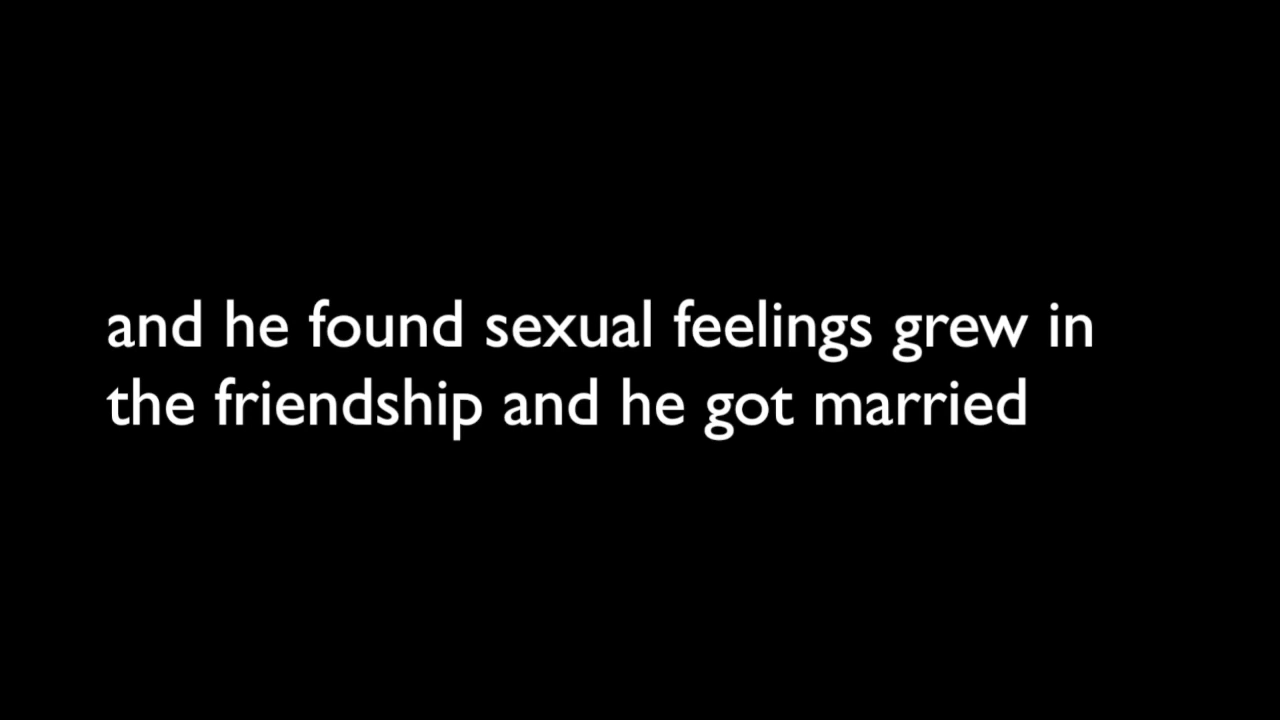 and he found sexual feelings grew in
the friendship and he got married